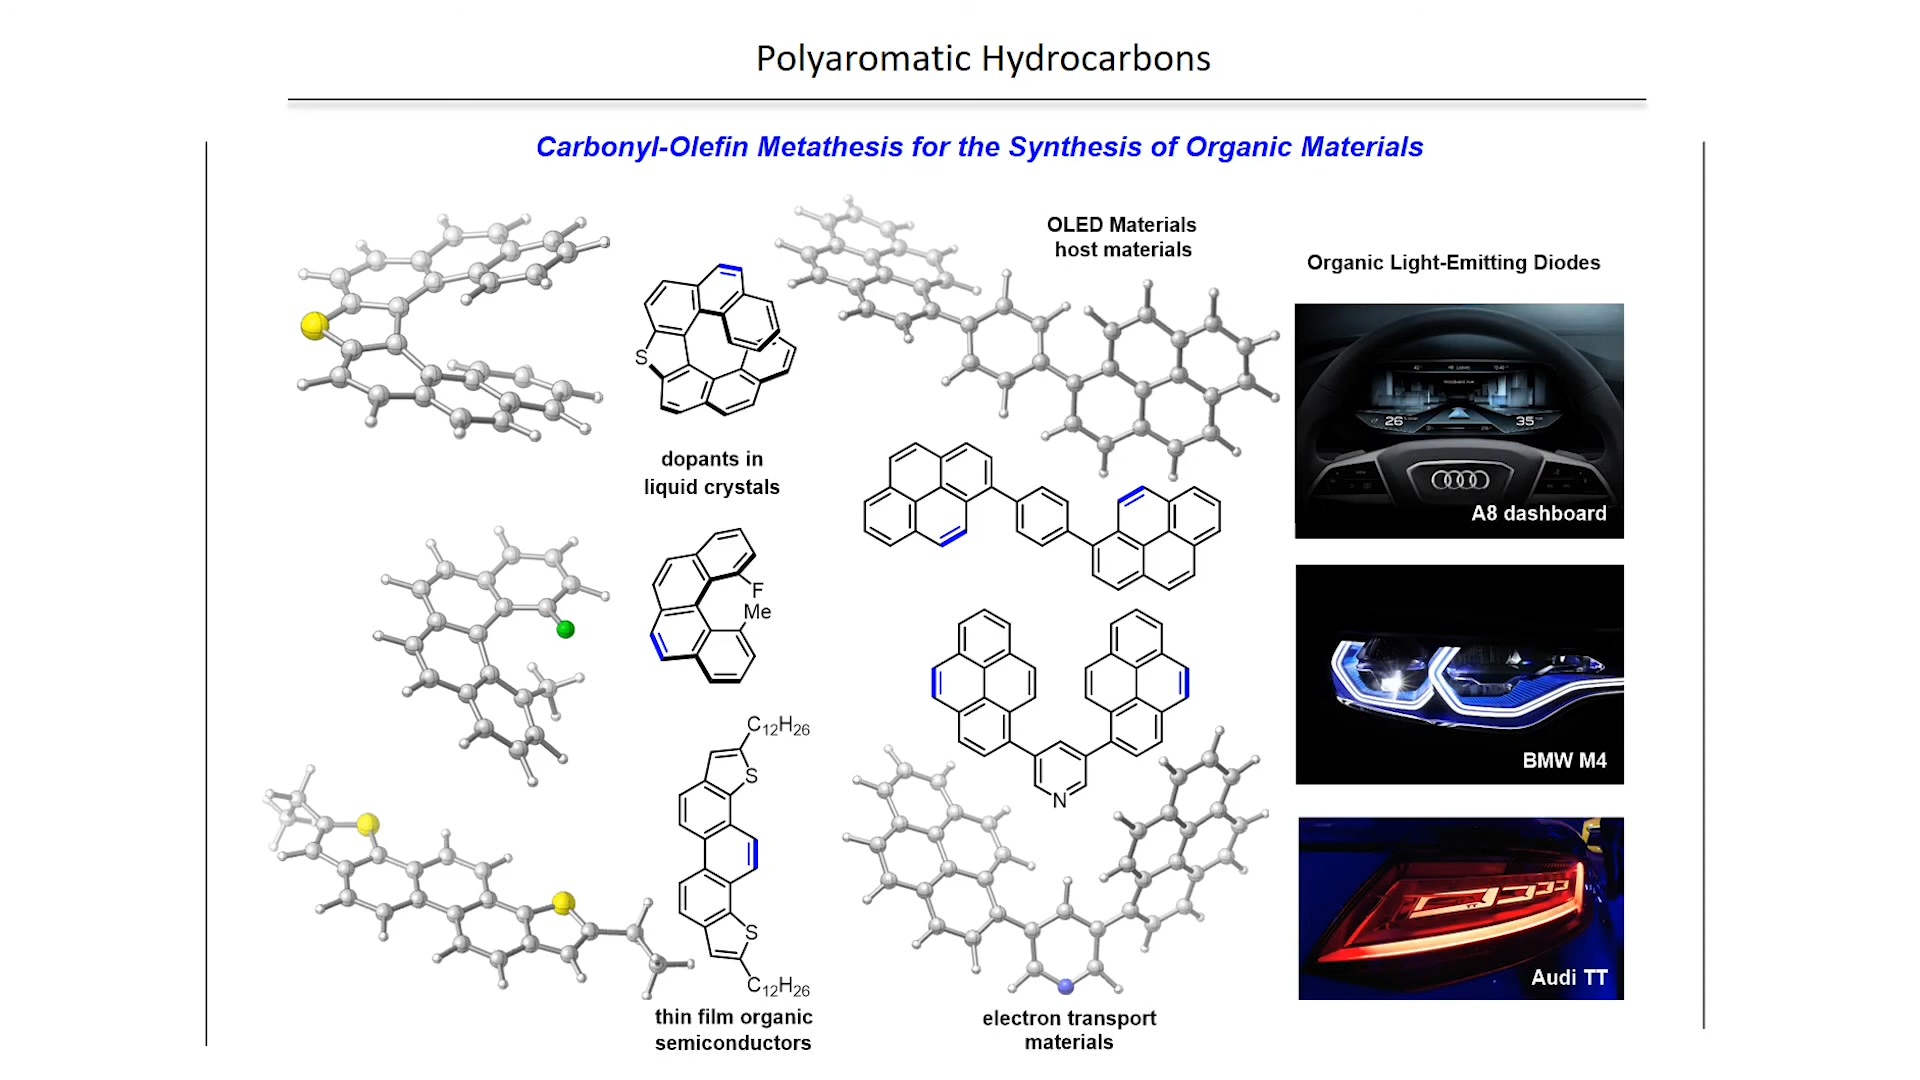 Polyaromatic Hydrocarbons
Carbonyl-Olefin Metathesis for the Synthesis of Organic Materials
S
dopants in
liquid crystals
F
Me
C12H26
S
S
C12H26
thin film organic
semiconductors
OLED Materials
host materials
N
electron transport
materials
Organic Light-Emitting Diodes
26
35
A8 dashboard
BMW M4
TT
Audi TT